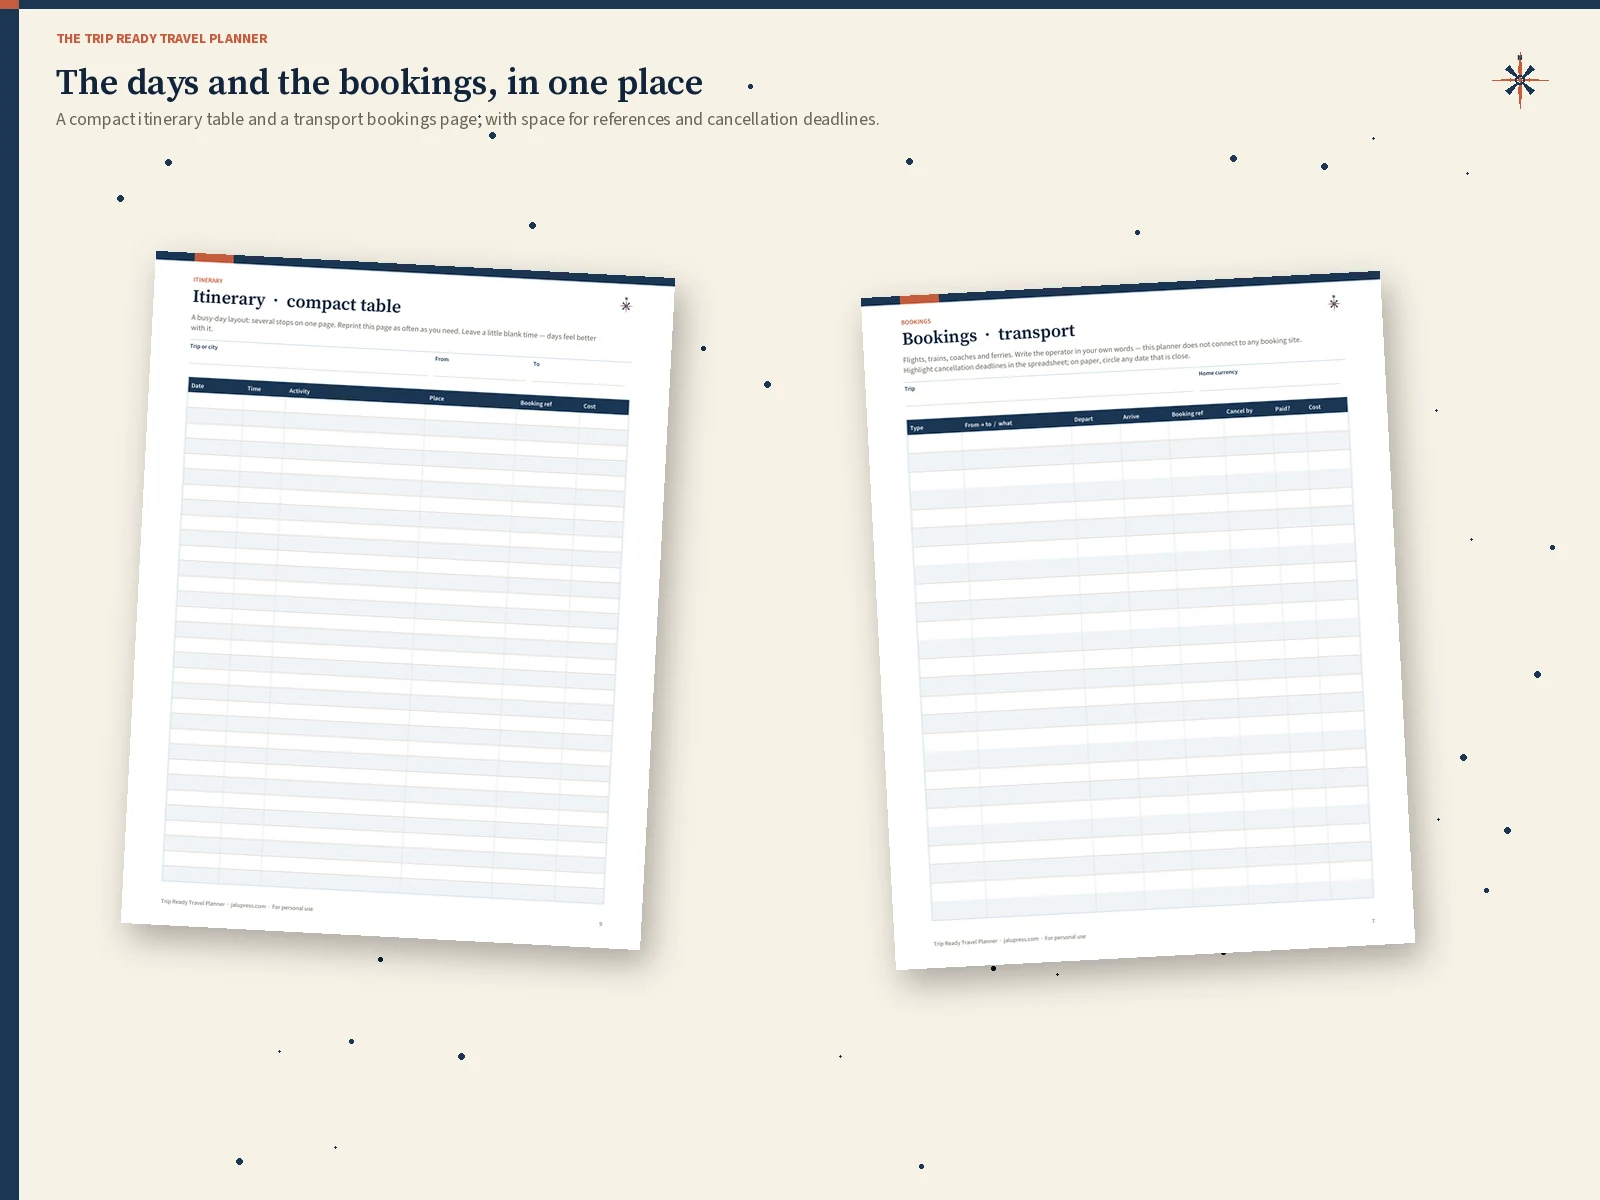 THE TRIP READY TRAVEL PLANNER
The days and the bookings, in one place
A compact itinerary table and a transport bookings page, with space for references and cancellation deadlines.
ITINERARY
Itinerary · compact table
A busy-day layout: several stops on one page. Reprint this page as often as you need. Leave a little blank time — days feel better
with it.
Trip or city From To
Date Time Activity Place Booking ref Cost
Trip Ready Travel Planner · jalupress.com · For personal use
9
BOOKINGS
Bookings · transport
Flights, trains, coaches and ferries. Write the operator in your own words — this planner does not connect to any booking site.
Highlight cancellation deadlines in the spreadsheet; on paper, circle any date that is close.
Trip Home currency
Type From → to / what Depart Arrive Booking ref Cancel by Paid? Cost
Trip Ready Travel Planner · jalupress.com · For personal use
7